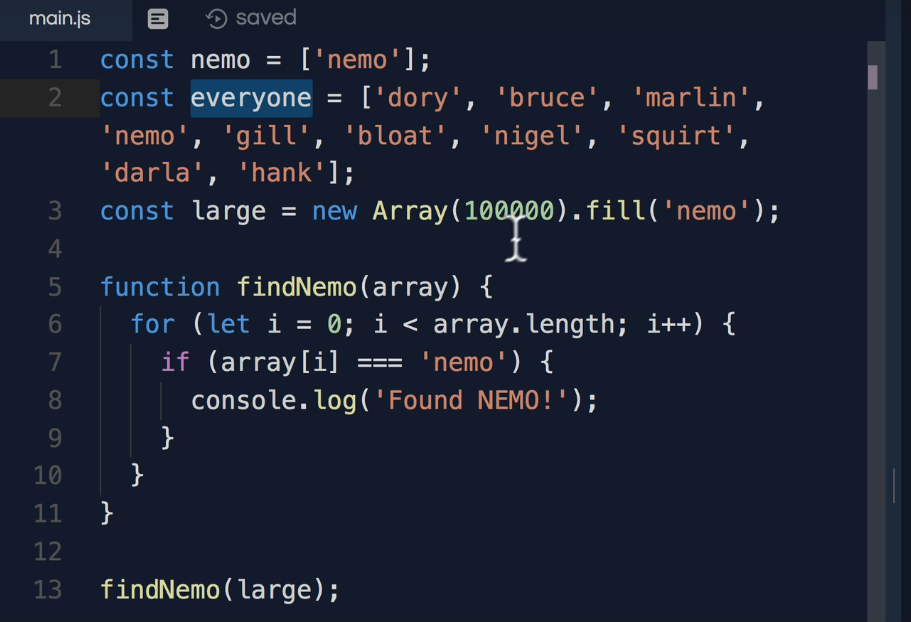 main.js saved
1 const nemo = ['nemo'];
2 const everyone = ['dory', 'bruce', 'marlin',
'nemo', 'gill', 'bloat', 'nigel', 'squirt',
'darla', 'hank'];
3 const large = new Array(100000).fill('nemo');
4
5 function findNemo(array) {
6 for (let i = 0; i < array.length; i++) {
7 if (array[i] === 'nemo') {
8 console.log('Found NEMO!');
9 }
10 }
11 }
12
13 findNemo(large);